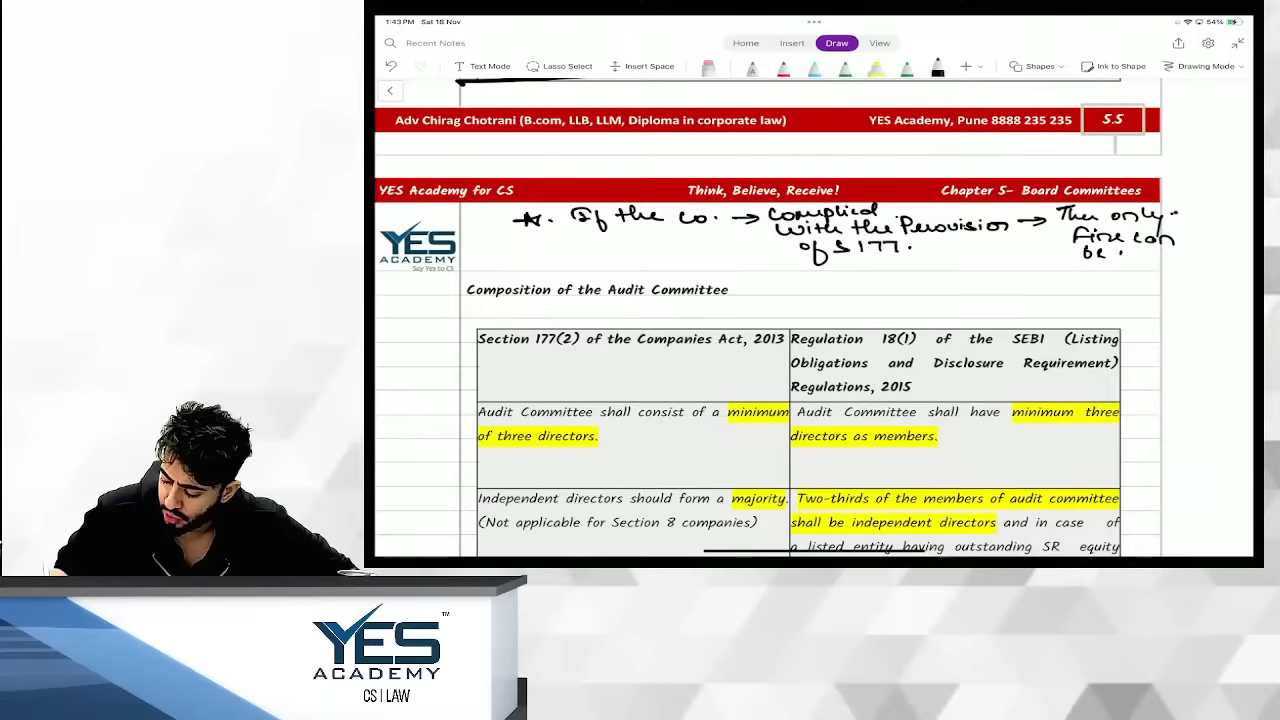 1:43 PM Sat 18 Nov
54%
Recent Notes
Home Insert Draw View
Text Mode Lasso Select Insert Space Shapes Ink to Shape Drawing Mode
Adv Chirag Chotrani (B.com, LLB, LLM, Diploma in corporate law) YES Academy, Pune 8888 235 235 5.5
YES Academy for CS Think, Believe, Receive! Chapter 5- Board Committees
YES
ACADEMY
Say Yes to CS
If the co. → Complied → Then only
with the Provision
of S 177.
Fine can
be.
Composition of the Audit Committee
Section 177(2) of the Companies Act, 2013
Regulation 18(1) of the SEBI (Listing
Obligations and Disclosure Requirement)
Regulations, 2015
Audit Committee shall consist of a minimum
of three directors.
Audit Committee shall have minimum three
directors as members.
Independent directors should form a majority.
(Not applicable for Section 8 companies)
Two-thirds of the members of audit committee
shall be independent directors and in case of
a listed entity having outstanding SR equity
YES™
ACADEMY
CS | LAW